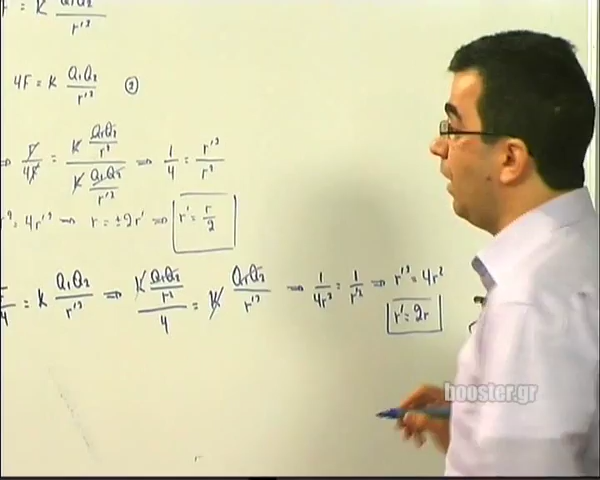 F = K Q₁Q₂/r'²
4F = K Q₁Q₂/r'² ②
⇒ F/4F = (K Q₁Q₂/r²)/(K Q₁Q₂/r'²) ⇒ 1/4 = r'²/r²
r² = 4r'² ⇒ r = ±2r' ⇒ r' = r/2
F/4 = K Q₁Q₂/r'² ⇒ (K Q₁Q₂/r²)/4 = K Q₁Q₂/r'² ⇒ 1/4r² = 1/r'² ⇒ r'² = 4r²
r' = 2r
booster.gr